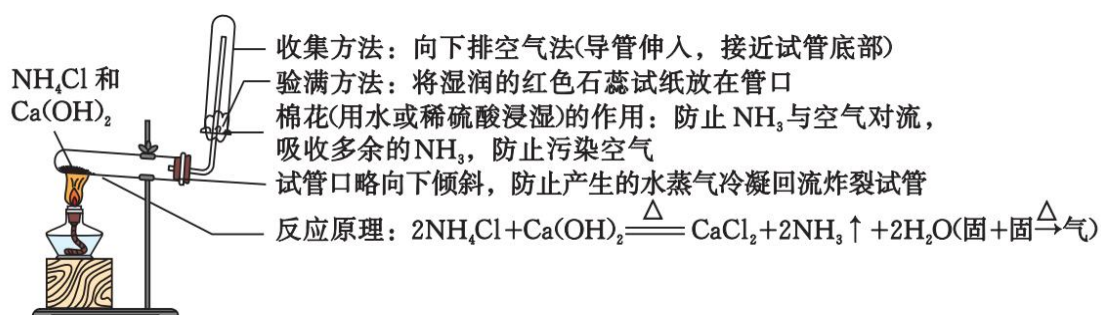 NH₄Cl 和
Ca(OH)₂
收集方法：向下排空气法(导管伸入，接近试管底部)
验满方法：将湿润的红色石蕊试纸放在管口
棉花(用水或稀硫酸浸湿)的作用：防止 NH₃与空气对流，
吸收多余的NH₃，防止污染空气
试管口略向下倾斜，防止产生的水蒸气冷凝回流炸裂试管
反应原理：2NH₄Cl+Ca(OH)₂ ≜ CaCl₂+2NH₃↑+2H₂O(固+固 △→ 气)